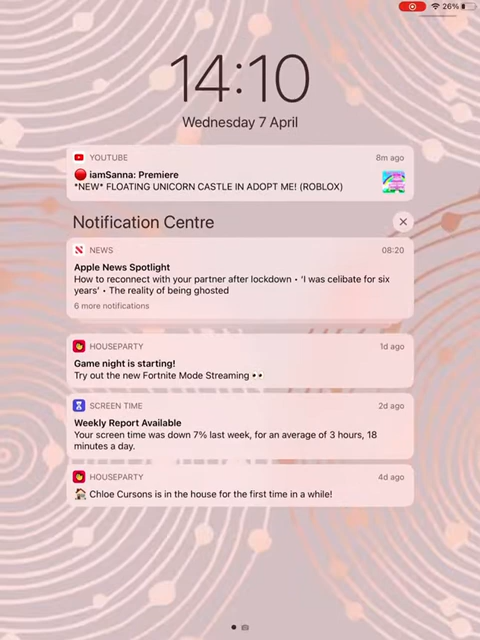 26%
14:10
Wednesday 7 April
YOUTUBE 8m ago
iamSanna: Premiere
*NEW* FLOATING UNICORN CASTLE IN ADOPT ME! (ROBLOX)
Notification Centre
NEWS 08:20
Apple News Spotlight
How to reconnect with your partner after lockdown • ‘I was celibate for six
years’ • The reality of being ghosted
6 more notifications
HOUSEPARTY 1d ago
Game night is starting!
Try out the new Fortnite Mode Streaming 👀
SCREEN TIME 2d ago
Weekly Report Available
Your screen time was down 7% last week, for an average of 3 hours, 18
minutes a day.
HOUSEPARTY 4d ago
Chloe Cursons is in the house for the first time in a while!